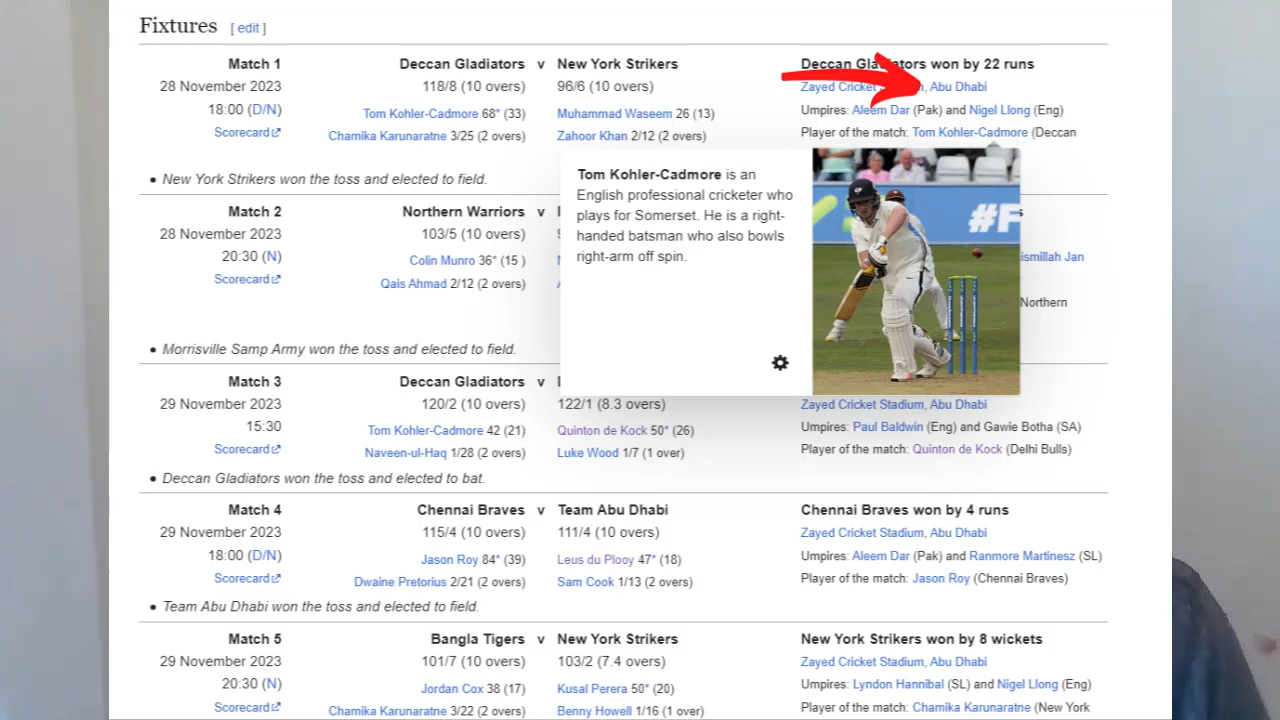 Fixtures [ edit ]
Match 1 Deccan Gladiators v New York Strikers Deccan Gladiators won by 22 runs
28 November 2023 118/8 (10 overs) 96/6 (10 overs) Zayed Cricket , Abu Dhabi
18:00 (D/N) Tom Kohler-Cadmore 68* (33) Muhammad Waseem 26 (13) Umpires: Aleem Dar (Pak) and Nigel Llong (Eng)
Scorecard Chamika Karunaratne 3/25 (2 overs) Zahoor Khan 2/12 (2 overs) Player of the match: Tom Kohler-Cadmore (Deccan
• New York Strikers won the toss and elected to field.
Tom Kohler-Cadmore is an
English professional cricketer who
plays for Somerset. He is a right-
handed batsman who also bowls
right-arm off spin.
#F
Match 2 Northern Warriors v
28 November 2023 103/5 (10 overs)
20:30 (N) Colin Munro 36* (15 ) ismillah Jan
Scorecard Qais Ahmad 2/12 (2 overs)
Northern
• Morrisville Samp Army won the toss and elected to field.
Match 3 Deccan Gladiators v
29 November 2023 120/2 (10 overs) 122/1 (8.3 overs) Zayed Cricket Stadium, Abu Dhabi
15:30 Tom Kohler-Cadmore 42 (21) Quinton de Kock 50* (26) Umpires: Paul Baldwin (Eng) and Gawie Botha (SA)
Scorecard Naveen-ul-Haq 1/28 (2 overs) Luke Wood 1/7 (1 over) Player of the match: Quinton de Kock (Delhi Bulls)
• Deccan Gladiators won the toss and elected to bat.
Match 4 Chennai Braves v Team Abu Dhabi Chennai Braves won by 4 runs
29 November 2023 115/4 (10 overs) 111/4 (10 overs) Zayed Cricket Stadium, Abu Dhabi
18:00 (D/N) Jason Roy 84* (39) Leus du Plooy 47* (18) Umpires: Aleem Dar (Pak) and Ranmore Martinesz (SL)
Scorecard Dwaine Pretorius 2/21 (2 overs) Sam Cook 1/13 (2 overs) Player of the match: Jason Roy (Chennai Braves)
• Team Abu Dhabi won the toss and elected to field.
Match 5 Bangla Tigers v New York Strikers New York Strikers won by 8 wickets
29 November 2023 101/7 (10 overs) 103/2 (7.4 overs) Zayed Cricket Stadium, Abu Dhabi
20:30 (N) Jordan Cox 38 (17) Kusal Perera 50* (20) Umpires: Lyndon Hannibal (SL) and Nigel Llong (Eng)
Scorecard Chamika Karunaratne 3/22 (2 overs) Benny Howell 1/16 (1 over) Player of the match: Chamika Karunaratne (New York